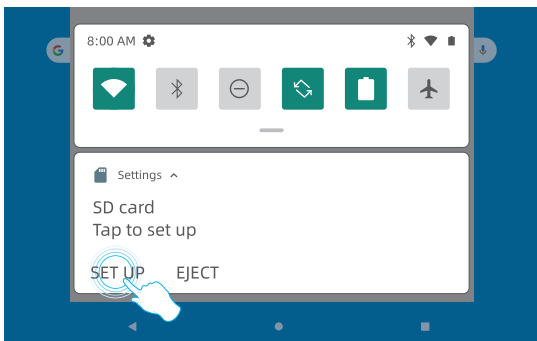 8:00 AM
G
Settings
SD card
Tap to set up
SET UP
EJECT